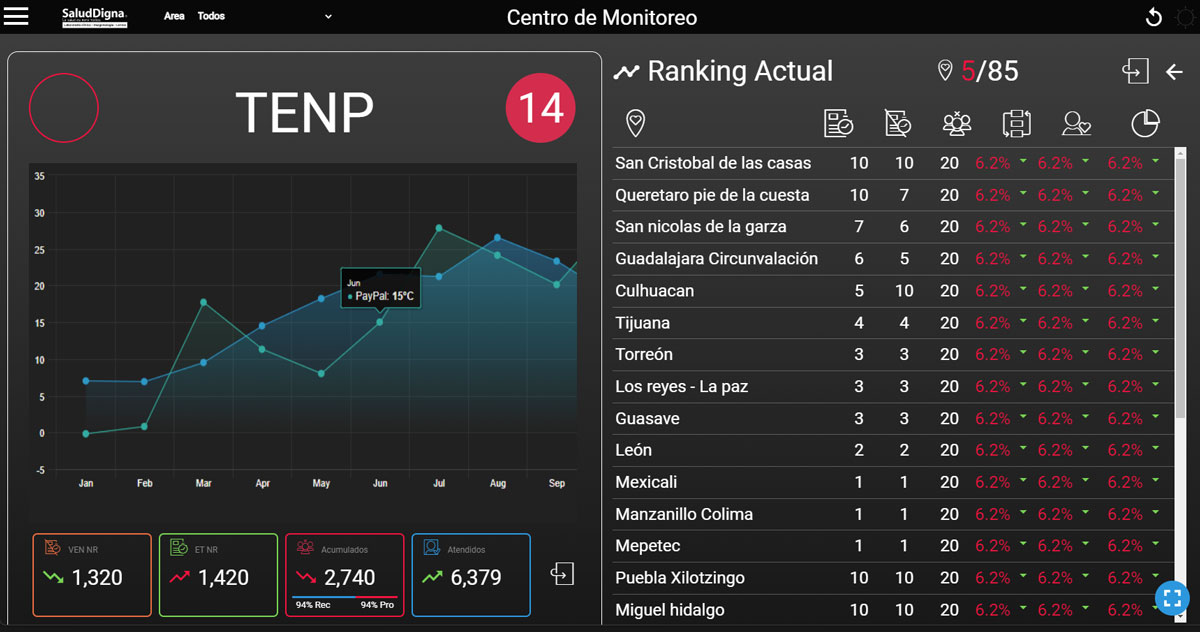 SaludDigna
Area Todos
Centro de Monitoreo
TENP
14
35
30
25
20
15
10
5
0
-5
Jun
PayPal: 15°C
Jan Feb Mar Apr May Jun Jul Aug Sep
VEN NR
1,320
ET NR
1,420
Acumulados
2,740
94% Rec 94% Pro
Atendidos
6,379
Ranking Actual
5/85
San Cristobal de las casas 10 10 20 6.2% 6.2% 6.2%
Queretaro pie de la cuesta 10 7 20 6.2% 6.2% 6.2%
San nicolas de la garza 7 6 20 6.2% 6.2% 6.2%
Guadalajara Circunvalación 6 5 20 6.2% 6.2% 6.2%
Culhuacan 5 10 20 6.2% 6.2% 6.2%
Tijuana 4 4 20 6.2% 6.2% 6.2%
Torreón 3 3 20 6.2% 6.2% 6.2%
Los reyes - La paz 3 3 20 6.2% 6.2% 6.2%
Guasave 3 3 20 6.2% 6.2% 6.2%
León 2 2 20 6.2% 6.2% 6.2%
Mexicali 1 1 20 6.2% 6.2% 6.2%
Manzanillo Colima 1 1 20 6.2% 6.2% 6.2%
Mepetec 1 1 20 6.2% 6.2% 6.2%
Puebla Xilotzingo 10 10 20 6.2% 6.2% 6.2%
Miguel hidalgo 10 10 20 6.2% 6.2% 6.2%